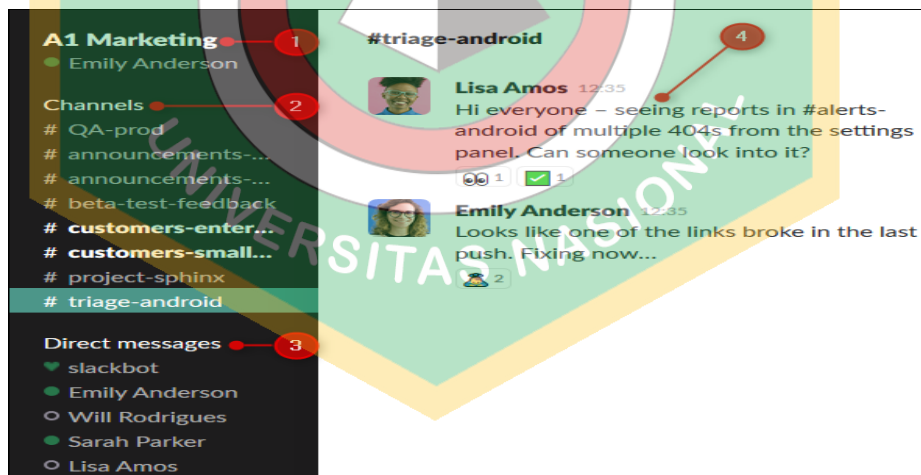 A1 Marketing
1
Emily Anderson
Channels
2
# QA-prod
# announcements-...
# announcements-...
# beta-test-feedback
# customers-enter...
# customers-small...
# project-sphinx
# triage-android
Direct messages
3
slackbot
Emily Anderson
Will Rodrigues
Sarah Parker
Lisa Amos
#triage-android
4
Lisa Amos 12:35
Hi everyone – seeing reports in #alerts-
android of multiple 404s from the settings
panel. Can someone look into it?
1 1
Emily Anderson 12:35
Looks like one of the links broke in the last
push. Fixing now...
2
UNIVERSITAS NASIONAL